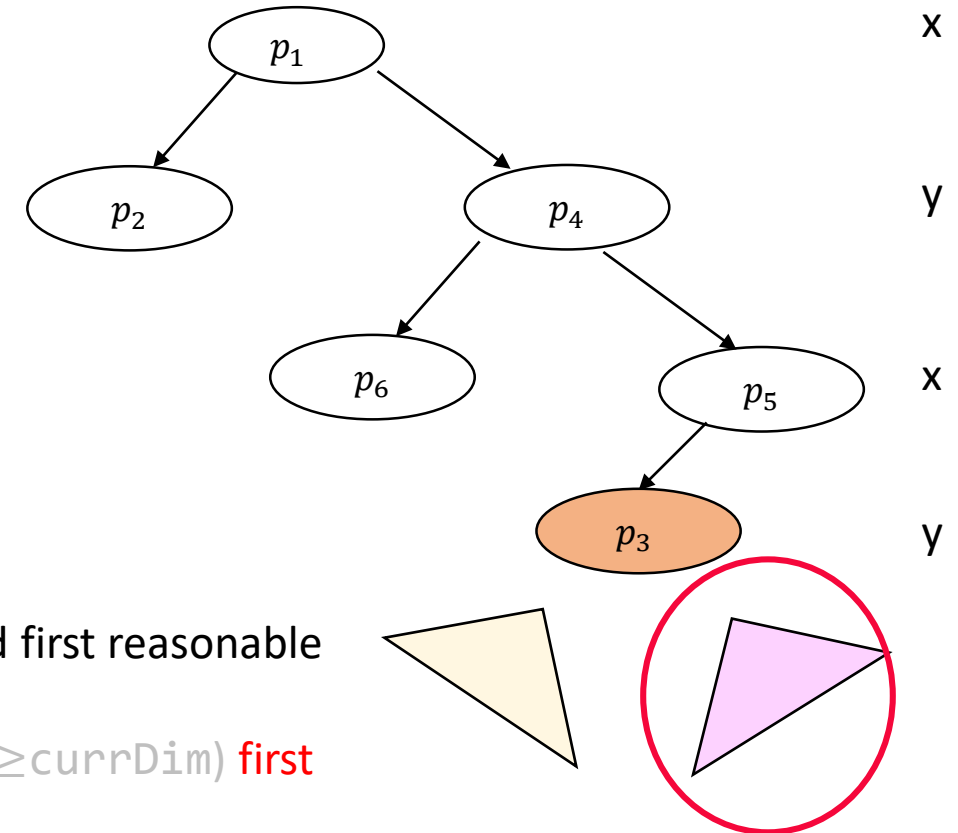 p₁ x
p₂ p₄ y
p₆ p₅ x
p₃ y
first reasonable
≥currDim) first